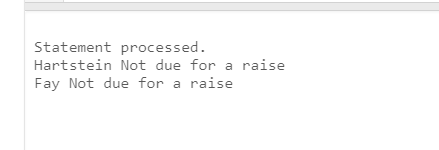 Statement processed.
Hartstein Not due for a raise
Fay Not due for a raise